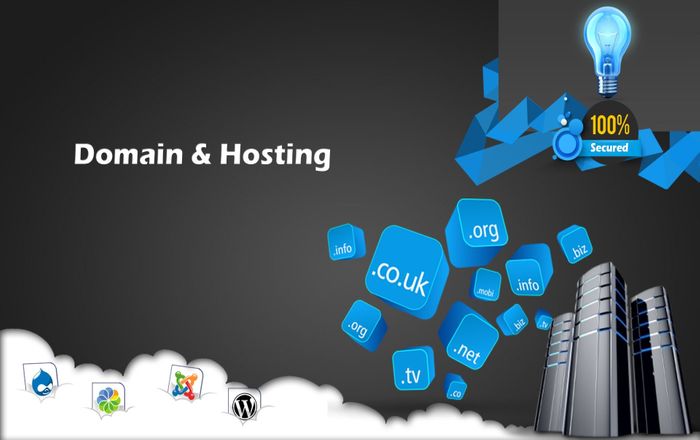 100%
Secured
Domain & Hosting
.org
.info
.co.uk
.biz
.info
.mobi
.org
.biz
.tv
.net
.tv
.co